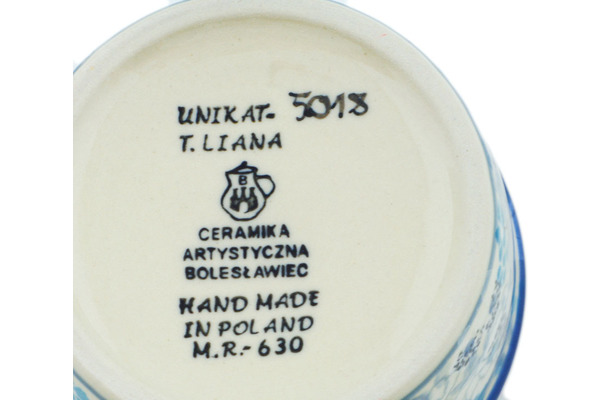 UNIKAT- 5018
T. LIANA
B
CERAMIKA
ARTYSTYCZNA
BOLESŁAWIEC
HAND MADE
IN POLAND
M.R.-630